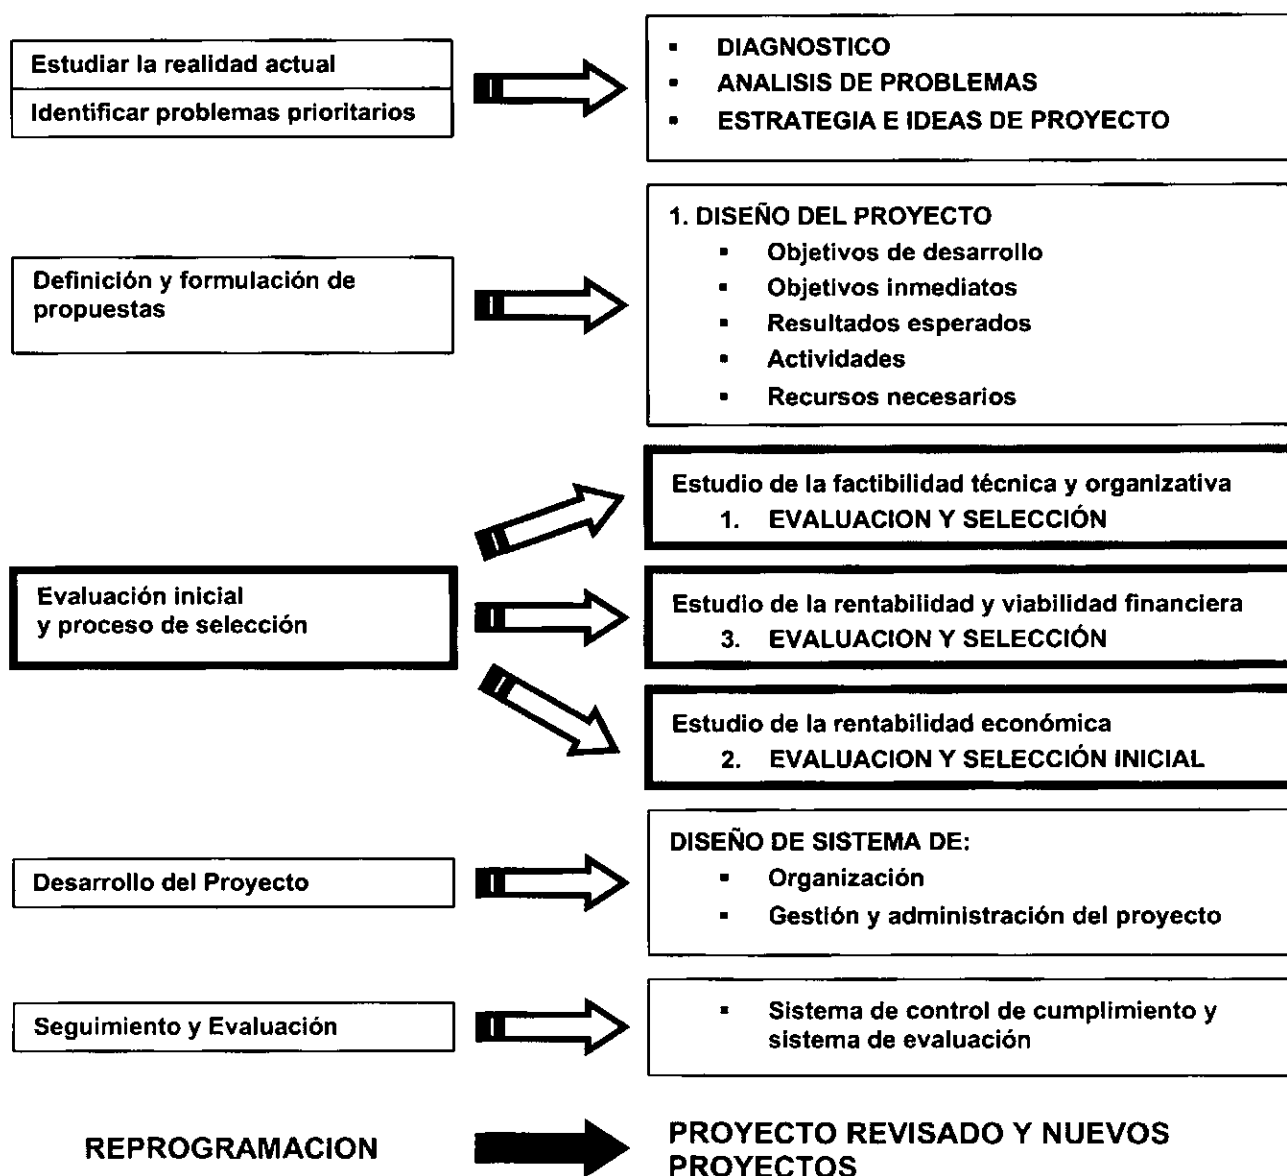 Estudiar la realidad actual
Identificar problemas prioritarios
▪ DIAGNOSTICO
▪ ANALISIS DE PROBLEMAS
▪ ESTRATEGIA E IDEAS DE PROYECTO
Definición y formulación de
propuestas
1. DISEÑO DEL PROYECTO
▪ Objetivos de desarrollo
▪ Objetivos inmediatos
▪ Resultados esperados
▪ Actividades
▪ Recursos necesarios
Evaluación inicial
y proceso de selección
Estudio de la factibilidad técnica y organizativa
1. EVALUACION Y SELECCIÓN
Estudio de la rentabilidad y viabilidad financiera
3. EVALUACION Y SELECCIÓN
Estudio de la rentabilidad económica
2. EVALUACION Y SELECCIÓN INICIAL
Desarrollo del Proyecto
DISEÑO DE SISTEMA DE:
▪ Organización
▪ Gestión y administración del proyecto
Seguimiento y Evaluación
▪ Sistema de control de cumplimiento y
sistema de evaluación
REPROGRAMACION
PROYECTO REVISADO Y NUEVOS
PROYECTOS